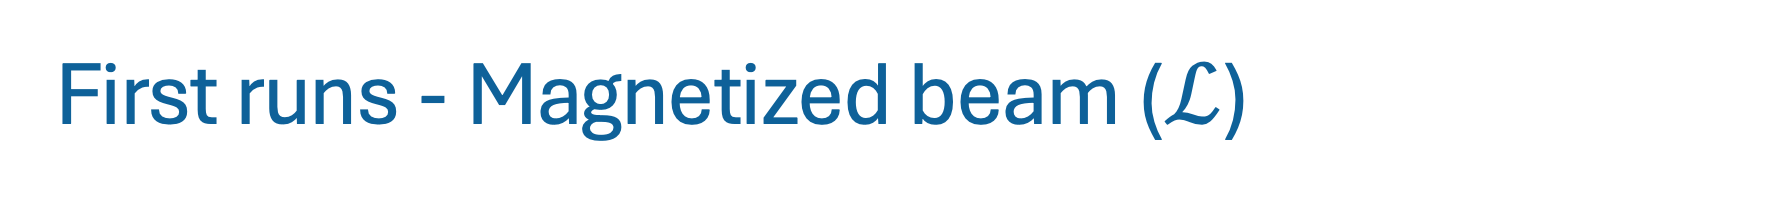 First runs - Magnetized beam (ℒ)